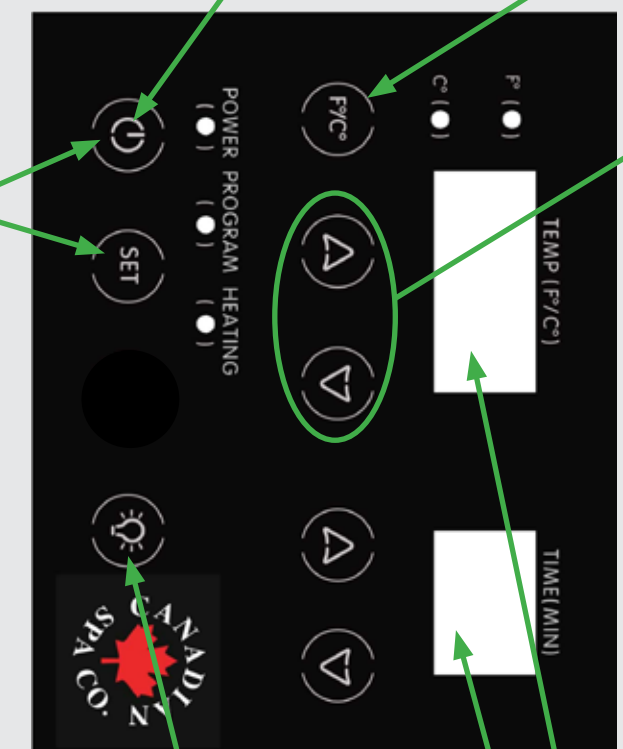 TEMP (F°/C°)
TIME(MIN)
C° ( )
F° ( )
F°/C°
POWER
PROGRAM
HEATING
SET
CANADIAN
SPA CO.